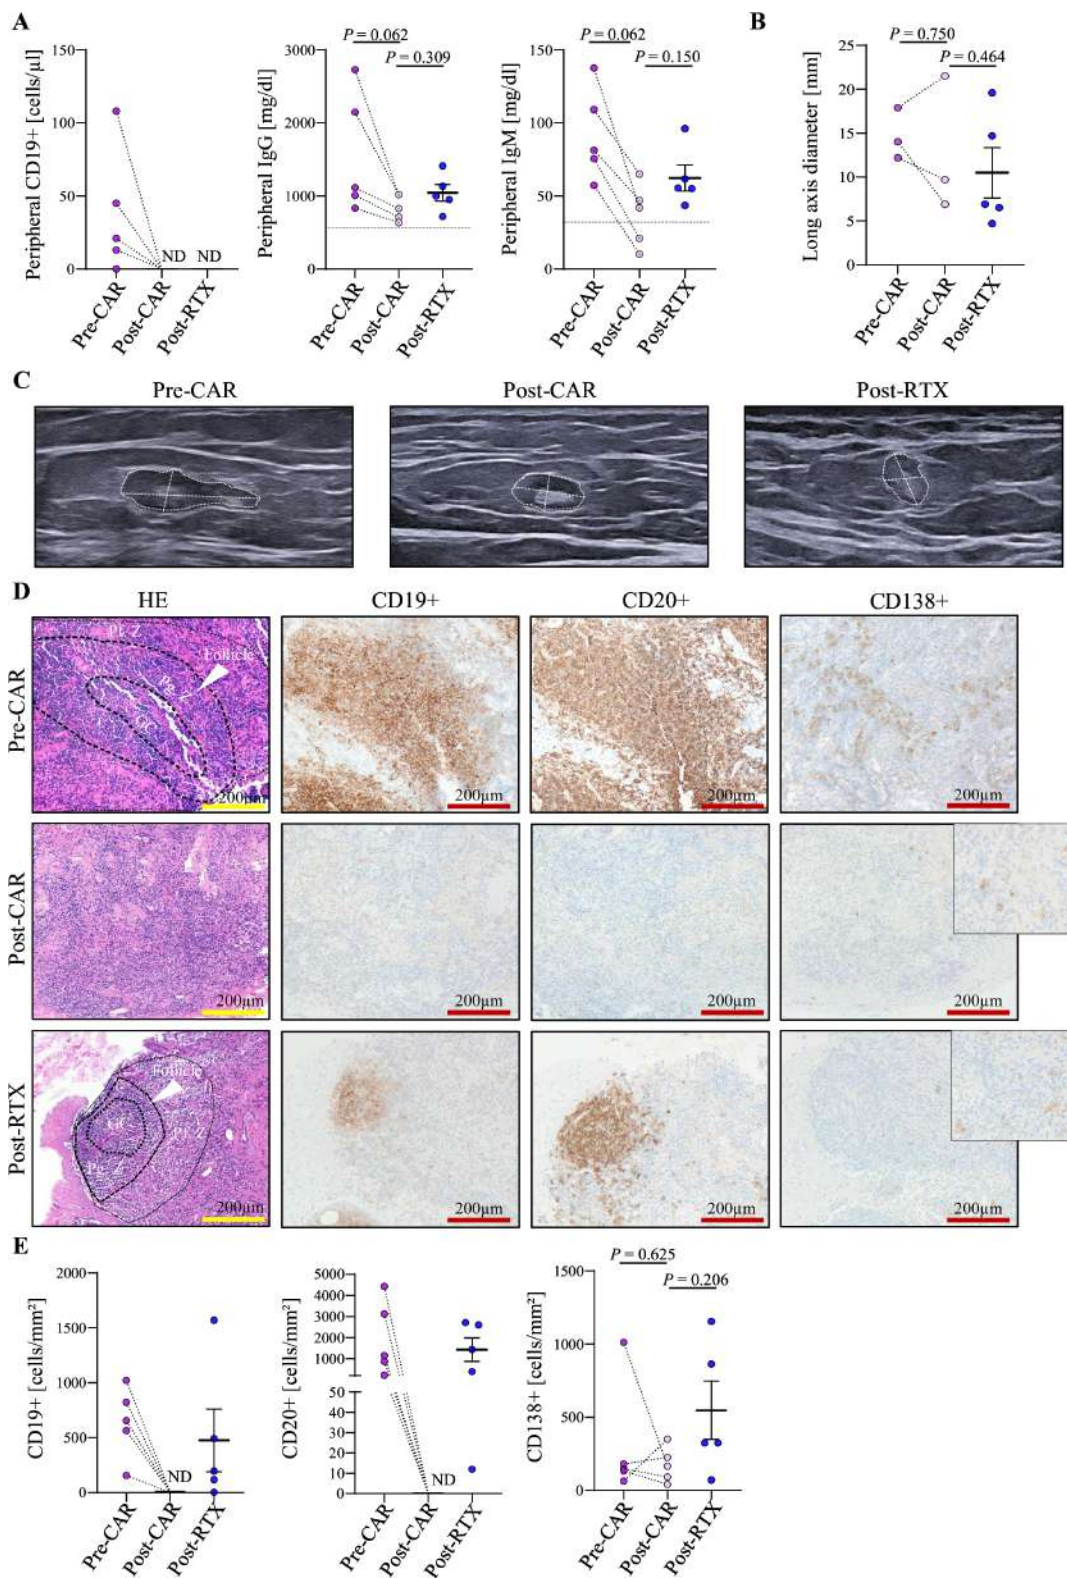 A
B
P = 0.062
P = 0.309
P = 0.062
P = 0.150
P = 0.750
P = 0.464
Peripheral CD19+ [cells/µl]
150
100
50
0
ND
ND
Pre-CAR
Post-CAR
Post-RTX
Peripheral IgG [mg/dl]
3000
2000
1000
0
Pre-CAR
Post-CAR
Post-RTX
Peripheral IgM [mg/dl]
150
100
50
0
Pre-CAR
Post-CAR
Post-RTX
Long axis diameter [mm]
25
20
15
10
5
0
Pre-CAR
Post-CAR
Post-RTX
C
Pre-CAR
Post-CAR
Post-RTX
D
HE
CD19+
CD20+
CD138+
Pre-CAR
Follicle
GC
200µm
200µm
200µm
200µm
Post-CAR
200µm
200µm
200µm
200µm
Post-RTX
Follicle
GC
200µm
200µm
200µm
200µm
E
CD19+ [cells/mm²]
2000
1500
1000
500
0
ND
Pre-CAR
Post-CAR
Post-RTX
CD20+ [cells/mm²]
5000
4000
3000
2000
1000
50
40
30
20
10
0
ND
Pre-CAR
Post-CAR
Post-RTX
P = 0.625
P = 0.206
CD138+ [cells/mm²]
1500
1000
500
0
Pre-CAR
Post-CAR
Post-RTX